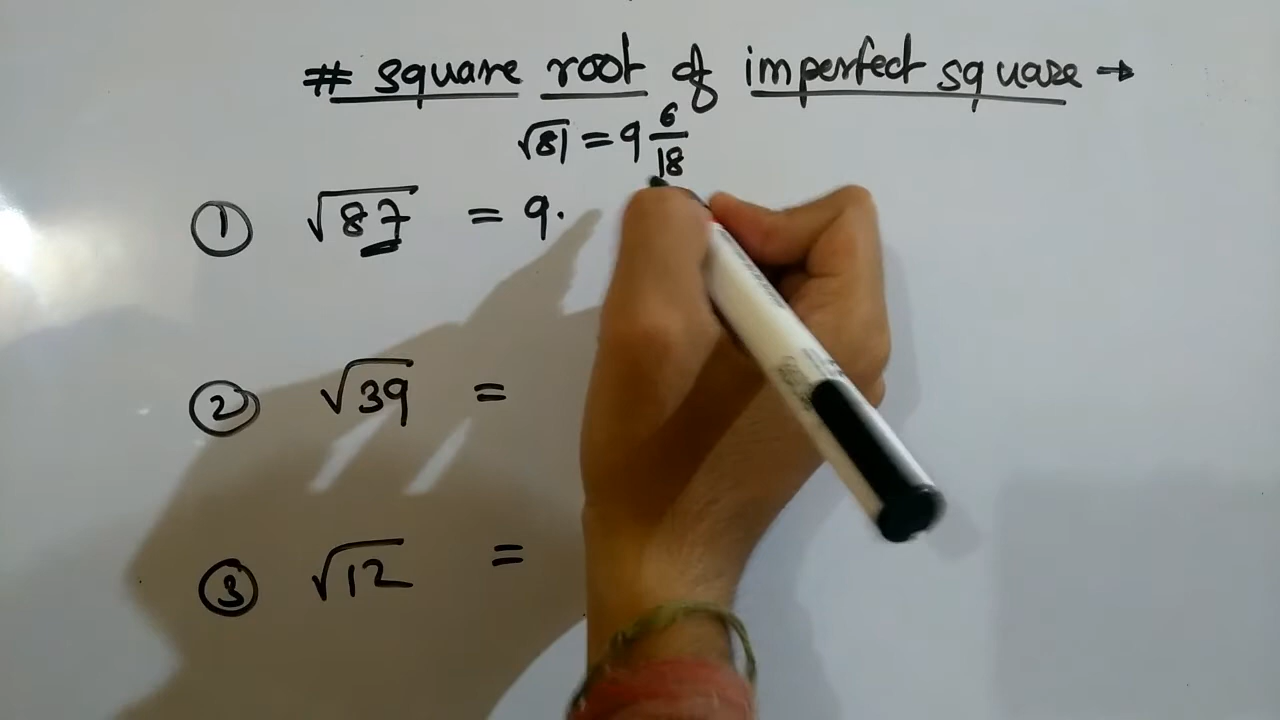 # square root of imperfect square →
√81 = 9 6/18
① √87 = 9.
② √39 =
③ √12 =